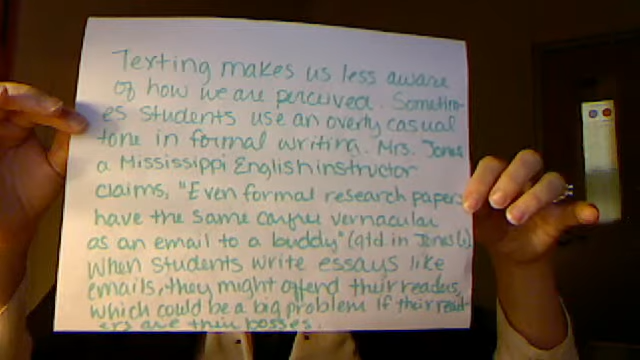 Texting makes us less aware
of how we are perceived. Sometim-
es students use an overly casual
tone in formal writing. Mrs. Jones
a Mississippi English instructor
claims, "Even formal research papers
have the same vernacular
as an email to a buddy" (qtd in Jones 6).
When students write essays like
emails, they might offend their readers,
which could be a big problem if their read-
ers are their bosses.